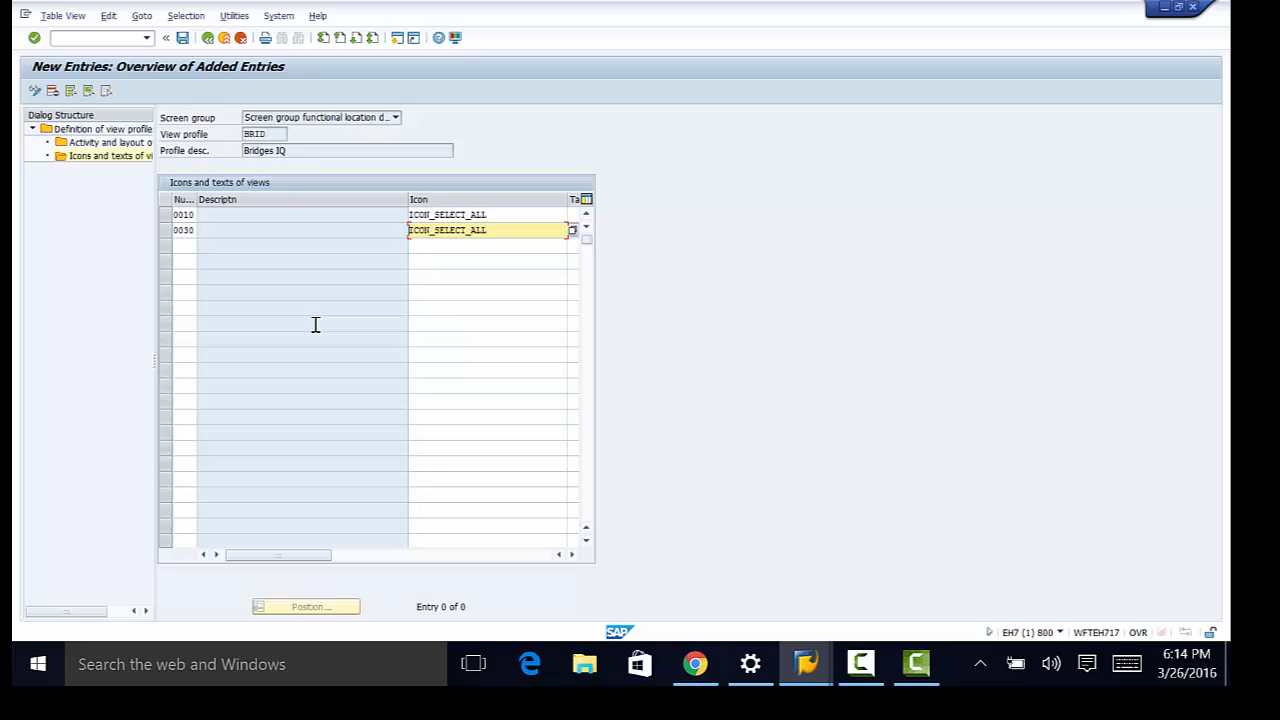 Table View Edit Goto Selection Utilities System Help
New Entries: Overview of Added Entries
Dialog Structure
Definition of view profile
Activity and layout o
Icons and texts of vi
Screen group Screen group functional location d...
View profile BRID
Profile desc. Bridges IQ
Icons and texts of views
Nu... Descriptn Icon Ta
0010 ICON_SELECT_ALL
0030 ICON_SELECT_ALL
Position... Entry 0 of 0
SAP
EH7 (1) 800 WFTEH717 OVR
Search the web and Windows
6:14 PM
3/26/2016